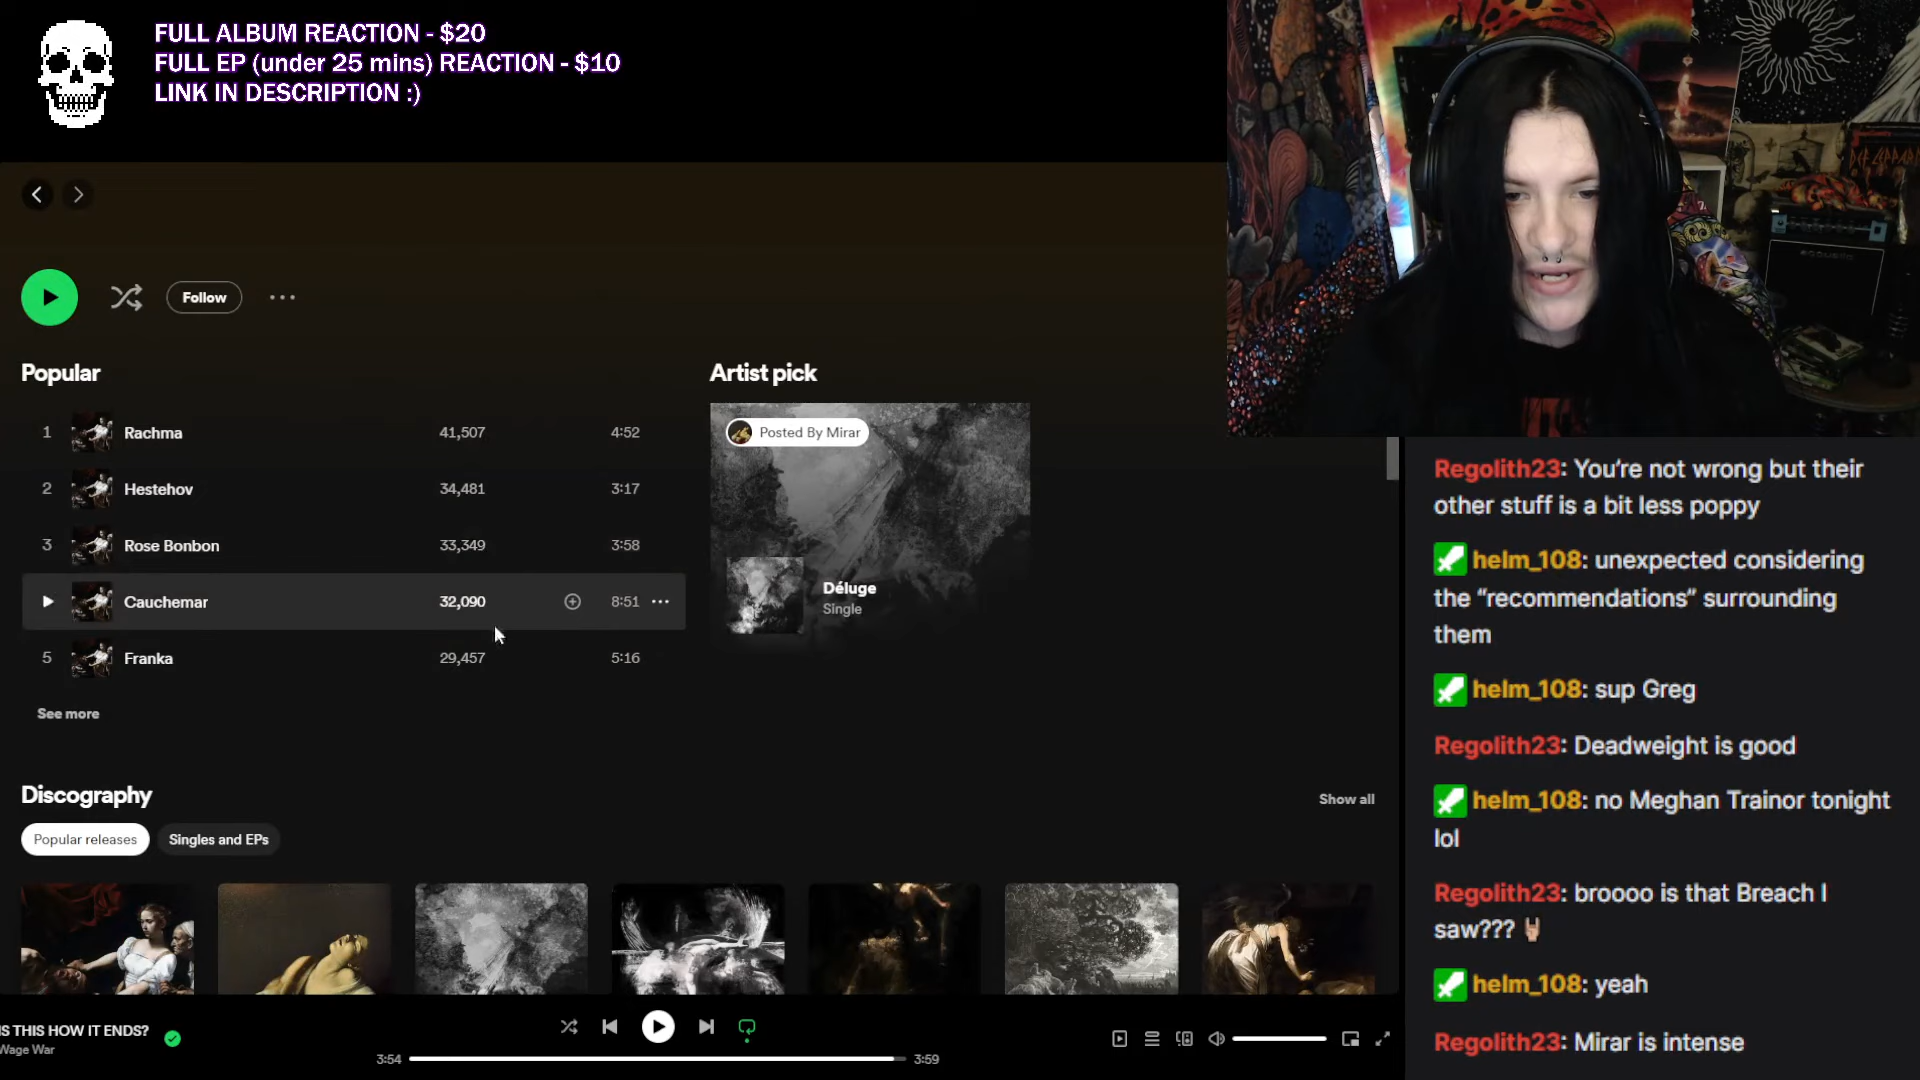 FULL ALBUM REACTION - $20
FULL EP (under 25 mins) REACTION - $10
LINK IN DESCRIPTION :)
Follow
Popular
1 Rachma 41,507 4:52
2 Hestehov 34,481 3:17
3 Rose Bonbon 33,349 3:58
Cauchemar 32,090 8:51
5 Franka 29,457 5:16
See more
Artist pick
Posted By Mirar
Déluge
Single
Discography
Show all
Popular releases
Singles and EPs
IS THIS HOW IT ENDS?
Wage War
3:54
3:59
DEF LEPPARD
Regolith23: You're not wrong but their
other stuff is a bit less poppy
helm_108: unexpected considering
the “recommendations” surrounding
them
helm_108: sup Greg
Regolith23: Deadweight is good
helm_108: no Meghan Trainor tonight
lol
Regolith23: broooo is that Breach I
saw??? 🤘🏼
helm_108: yeah
Regolith23: Mirar is intense